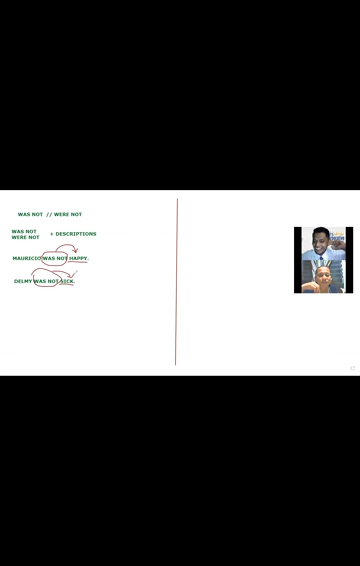 WAS NOT // WERE NOT
WAS NOT
WERE NOT
+ DESCRIPTIONS
MAURICIO WAS NOT HAPPY.
DELMY WAS NOT SICK.